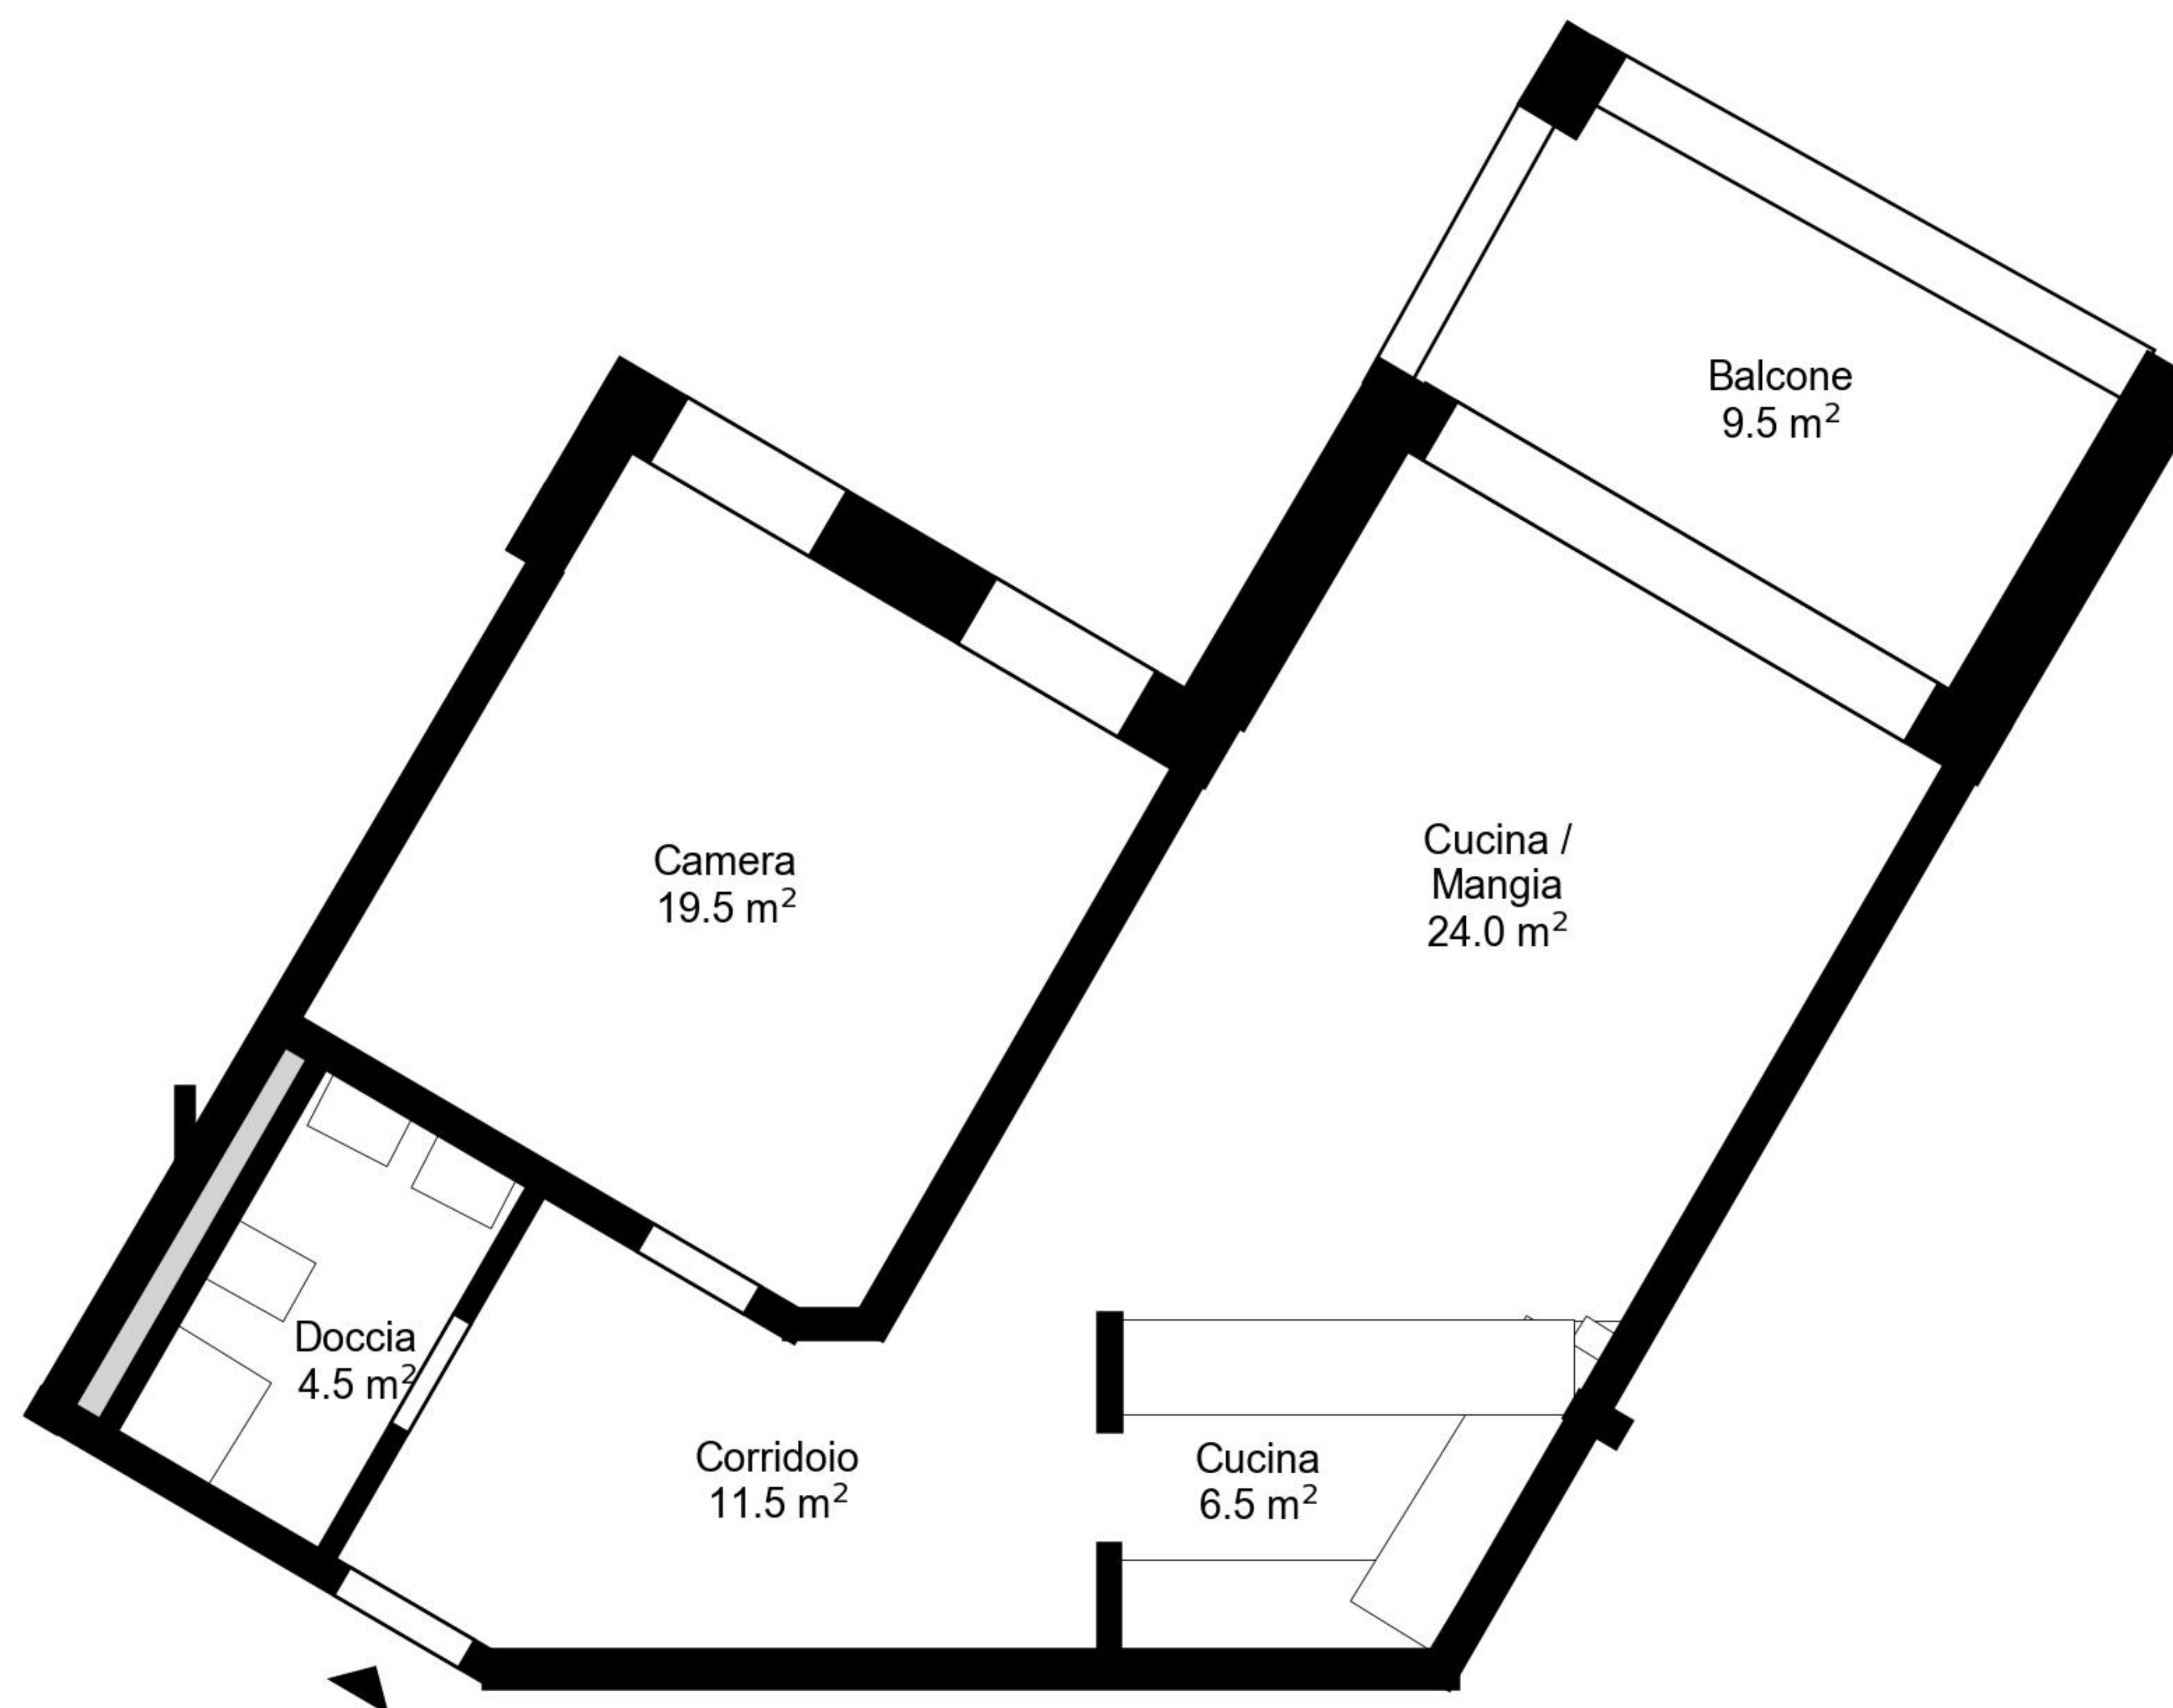 Balcone
9.5 m²
Camera
19.5 m²
Cucina /
Mangia
24.0 m²
Doccia
4.5 m²
Corridoio
11.5 m²
Cucina
6.5 m²